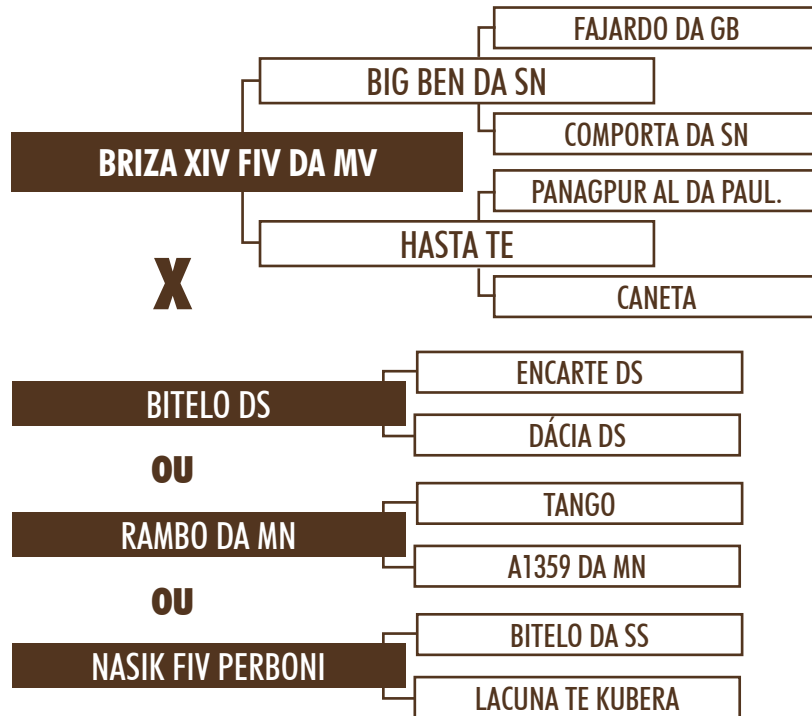 FAJARDO DA GB
BIG BEN DA SN
COMPORTA DA SN
BRIZA XIV FIV DA MV
PANAGPUR AL DA PAUL.
HASTA TE
CANETA
X
ENCARTE DS
BITELO DS
DÁCIA DS
OU
TANGO
RAMBO DA MN
A1359 DA MN
OU
BITELO DA SS
NASIK FIV PERBONI
LACUNA TE KUBERA